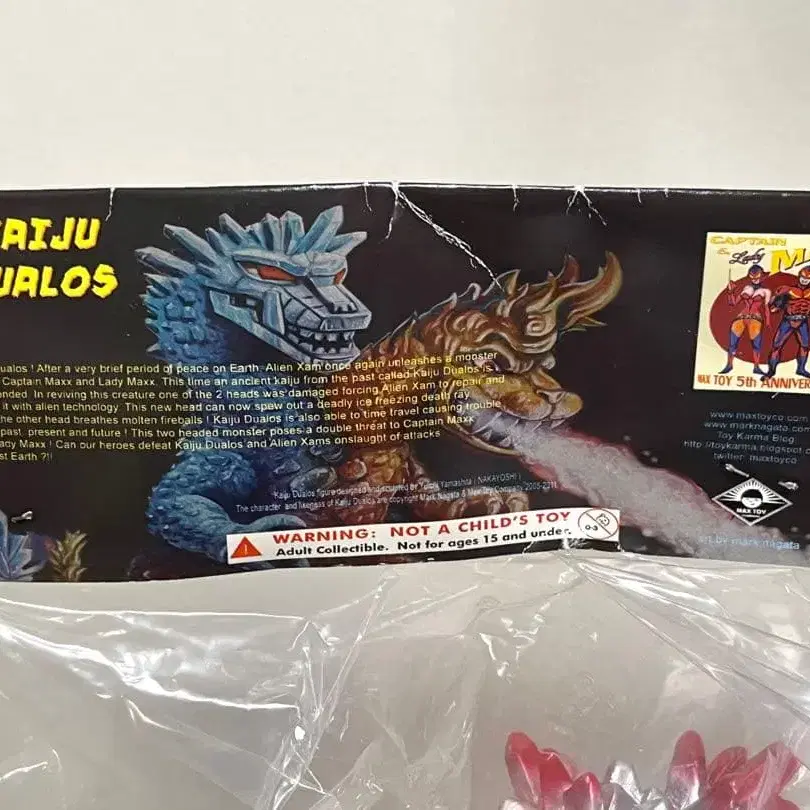 KAIJU
DUALOS
Dualos ! After a very brief period of peace on Earth. Alien Xam once again unleashes a monster
Captain Maxx and Lady Maxx. This time an ancient kaiju from the past called Kaiju Dualos is
ended. In reviving this creature one of the 2 heads was damaged forcing Alien Xam to repair and
it with alien technology. This new head can now spew out a deadly ice freezing death ray
the other head breathes molten fireballs ! Kaiju Dualos is also able to time travel causing trouble
past, present and future ! This two headed monster poses a double threat to Captain Maxx
acy Maxx ! Can our heroes defeat Kaiju Dualos and Alien Xams onslaught of attacks
st Earth ?!!
Kaiju Dualos figure designed and sculpted by Yuichi Yamashita ( NAKAYOSHI )
The character and likeness of Kaiju Dualos are copyright Mark Nagata & Max Toy Company 2005-2011
WARNING: NOT A CHILD'S TOY
Adult Collectible. Not for ages 15 and under.
0-3
CAPTAIN
& Lady MA
MAX TOY 5th ANNIVER
www.maxtoyco.com
www.marknagata.com
Toy Karma Blog:
http://toykarma.blogspot.c
twitter: maxtoyco
MAX TOY
art by mark nagata